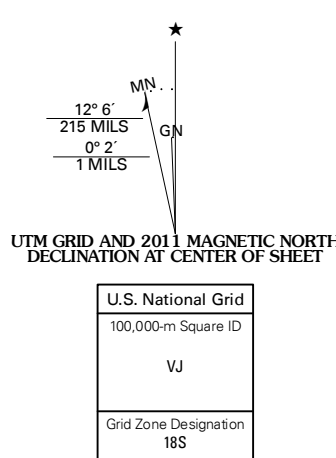 ★
MN
GN
12° 6´
215 MILS
0° 2´
1 MILS
UTM GRID AND 2011 MAGNETIC NORTH
DECLINATION AT CENTER OF SHEET
U.S. National Grid
100,000-m Square ID
VJ
Grid Zone Designation
18S